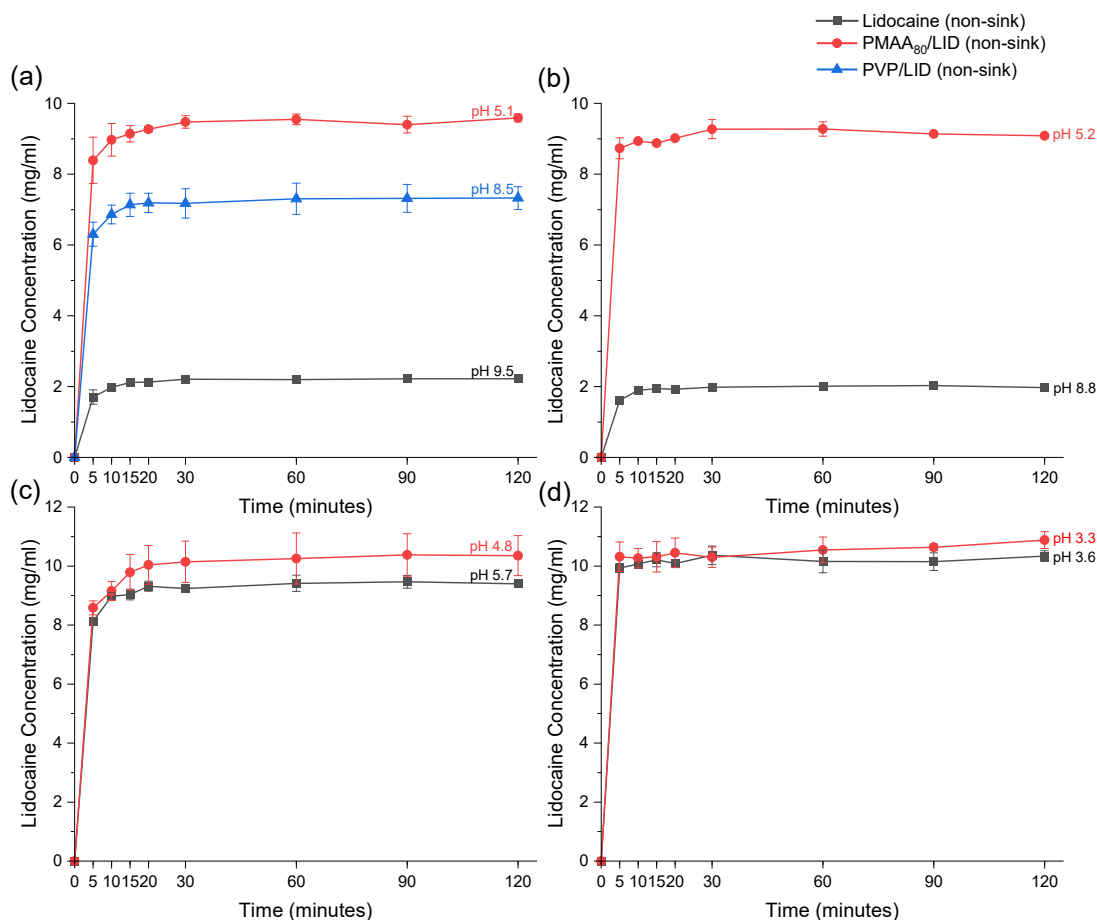 Lidocaine (non-sink)
PMAA₈₀/LID (non-sink)
PVP/LID (non-sink)
(a)
Lidocaine Concentration (mg/ml)
10
8
6
4
2
0
pH 5.1
pH 8.5
pH 9.5
0 5 10 15 20 30 60 90 120
Time (minutes)
(b)
Lidocaine Concentration (mg/ml)
10
8
6
4
2
0
pH 5.2
pH 8.8
0 5 10 15 20 30 60 90 120
Time (minutes)
(c)
Lidocaine Concentration (mg/ml)
12
10
8
6
4
2
0
pH 4.8
pH 5.7
0 5 10 15 20 30 60 90 120
Time (minutes)
(d)
Lidocaine Concentration (mg/ml)
12
10
8
6
4
2
0
pH 3.3
pH 3.6
0 5 10 15 20 30 60 90 120
Time (minutes)